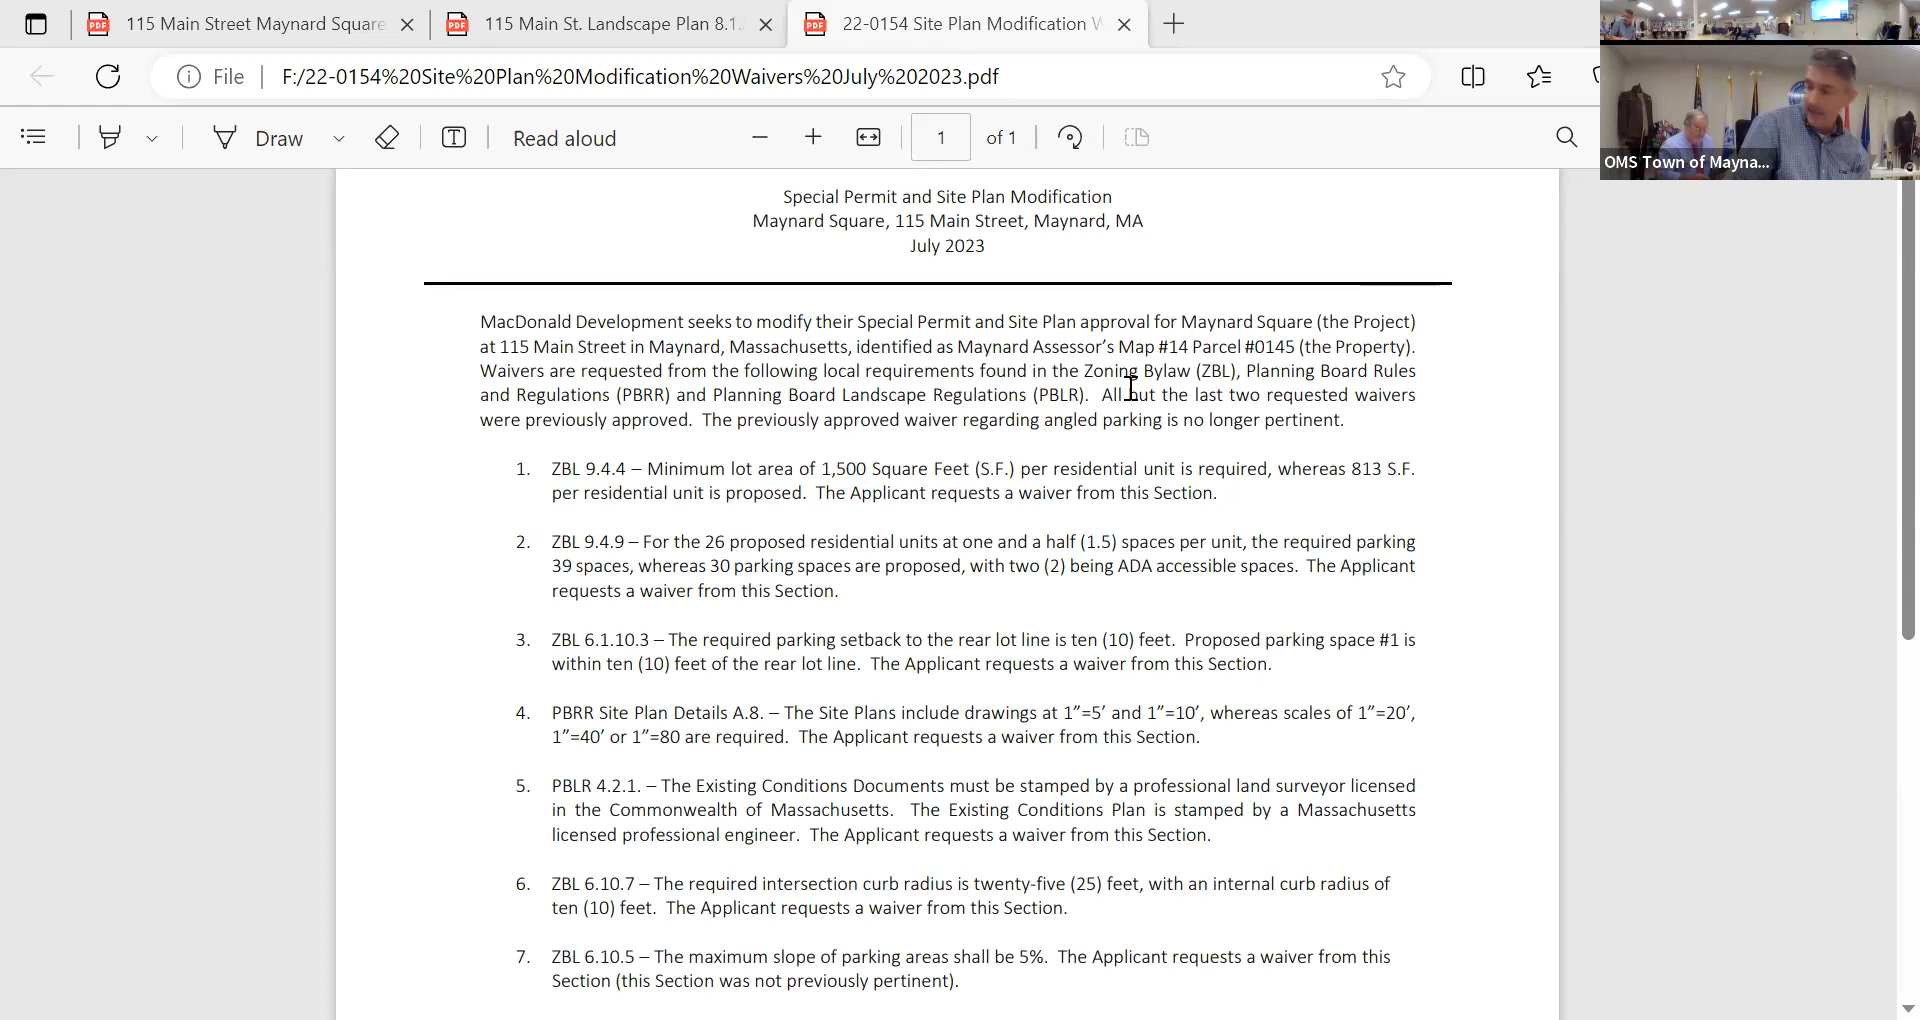 115 Main Street Maynard Square
115 Main St. Landscape Plan 8.1.
22-0154 Site Plan Modification W
File
F:/22-0154%20Site%20Plan%20Modification%20Waivers%20July%202023.pdf
Draw
Read aloud
1
of 1
OMS Town of Mayna...
Special Permit and Site Plan Modification
Maynard Square, 115 Main Street, Maynard, MA
July 2023
MacDonald Development seeks to modify their Special Permit and Site Plan approval for Maynard Square (the Project)
at 115 Main Street in Maynard, Massachusetts, identified as Maynard Assessor’s Map #14 Parcel #0145 (the Property).
Waivers are requested from the following local requirements found in the Zoning Bylaw (ZBL), Planning Board Rules
and Regulations (PBRR) and Planning Board Landscape Regulations (PBLR). All but the last two requested waivers
were previously approved. The previously approved waiver regarding angled parking is no longer pertinent.
1. ZBL 9.4.4 – Minimum lot area of 1,500 Square Feet (S.F.) per residential unit is required, whereas 813 S.F.
per residential unit is proposed. The Applicant requests a waiver from this Section.
2. ZBL 9.4.9 – For the 26 proposed residential units at one and a half (1.5) spaces per unit, the required parking
39 spaces, whereas 30 parking spaces are proposed, with two (2) being ADA accessible spaces. The Applicant
requests a waiver from this Section.
3. ZBL 6.1.10.3 – The required parking setback to the rear lot line is ten (10) feet. Proposed parking space #1 is
within ten (10) feet of the rear lot line. The Applicant requests a waiver from this Section.
4. PBRR Site Plan Details A.8. – The Site Plans include drawings at 1”=5’ and 1”=10’, whereas scales of 1”=20’,
1”=40’ or 1”=80 are required. The Applicant requests a waiver from this Section.
5. PBLR 4.2.1. – The Existing Conditions Documents must be stamped by a professional land surveyor licensed
in the Commonwealth of Massachusetts. The Existing Conditions Plan is stamped by a Massachusetts
licensed professional engineer. The Applicant requests a waiver from this Section.
6. ZBL 6.10.7 – The required intersection curb radius is twenty-five (25) feet, with an internal curb radius of
ten (10) feet. The Applicant requests a waiver from this Section.
7. ZBL 6.10.5 – The maximum slope of parking areas shall be 5%. The Applicant requests a waiver from this
Section (this Section was not previously pertinent).